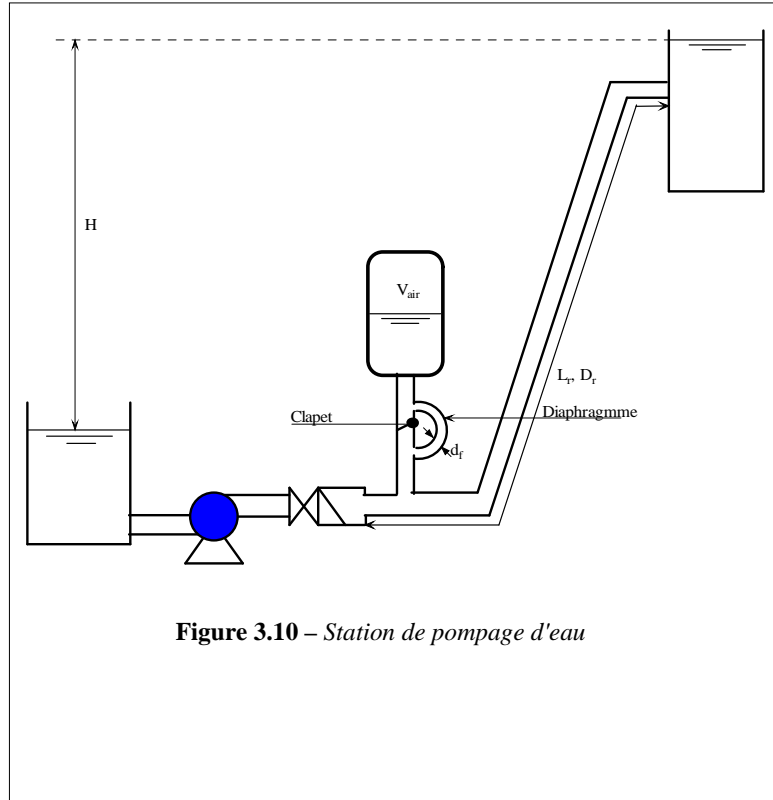 H
V_air
L_r, D_r
Clapet
Diaphragmme
d_f
Figure 3.10 – Station de pompage d'eau